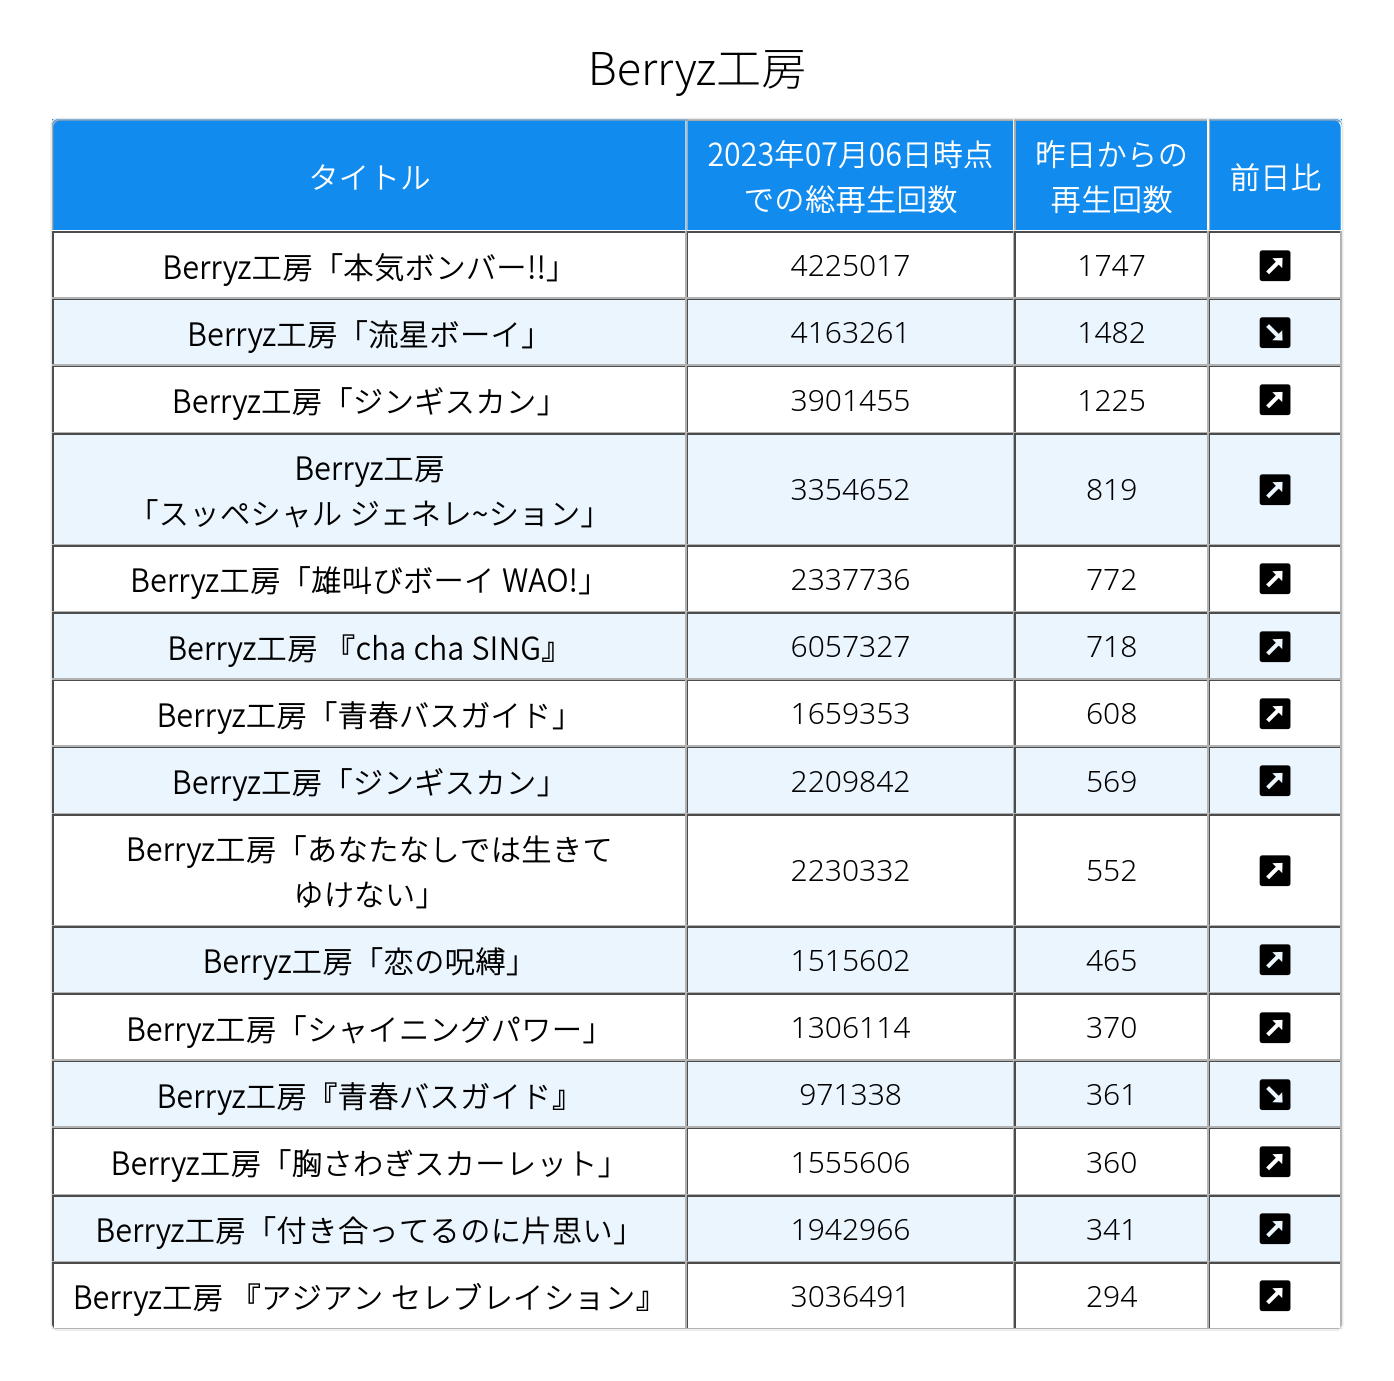 Berryz工房
タイトル
2023年07月06日時点
での総再生回数
昨日からの
再生回数
前日比
Berryz工房「本気ボンバー!!」 4225017 1747 ↗
Berryz工房「流星ボーイ」 4163261 1482 ↘
Berryz工房「ジンギスカン」 3901455 1225 ↗
Berryz工房
「スッペシャル ジェネレ~ション」 3354652 819 ↗
Berryz工房「雄叫びボーイ WAO!」 2337736 772 ↗
Berryz工房 『cha cha SING』 6057327 718 ↗
Berryz工房「青春バスガイド」 1659353 608 ↗
Berryz工房「ジンギスカン」 2209842 569 ↗
Berryz工房「あなたなしでは生きて
ゆけない」 2230332 552 ↗
Berryz工房「恋の呪縛」 1515602 465 ↗
Berryz工房「シャイニングパワー」 1306114 370 ↗
Berryz工房『青春バスガイド』 971338 361 ↘
Berryz工房「胸さわぎスカーレット」 1555606 360 ↗
Berryz工房「付き合ってるのに片思い」 1942966 341 ↗
Berryz工房 『アジアン セレブレイション』 3036491 294 ↗